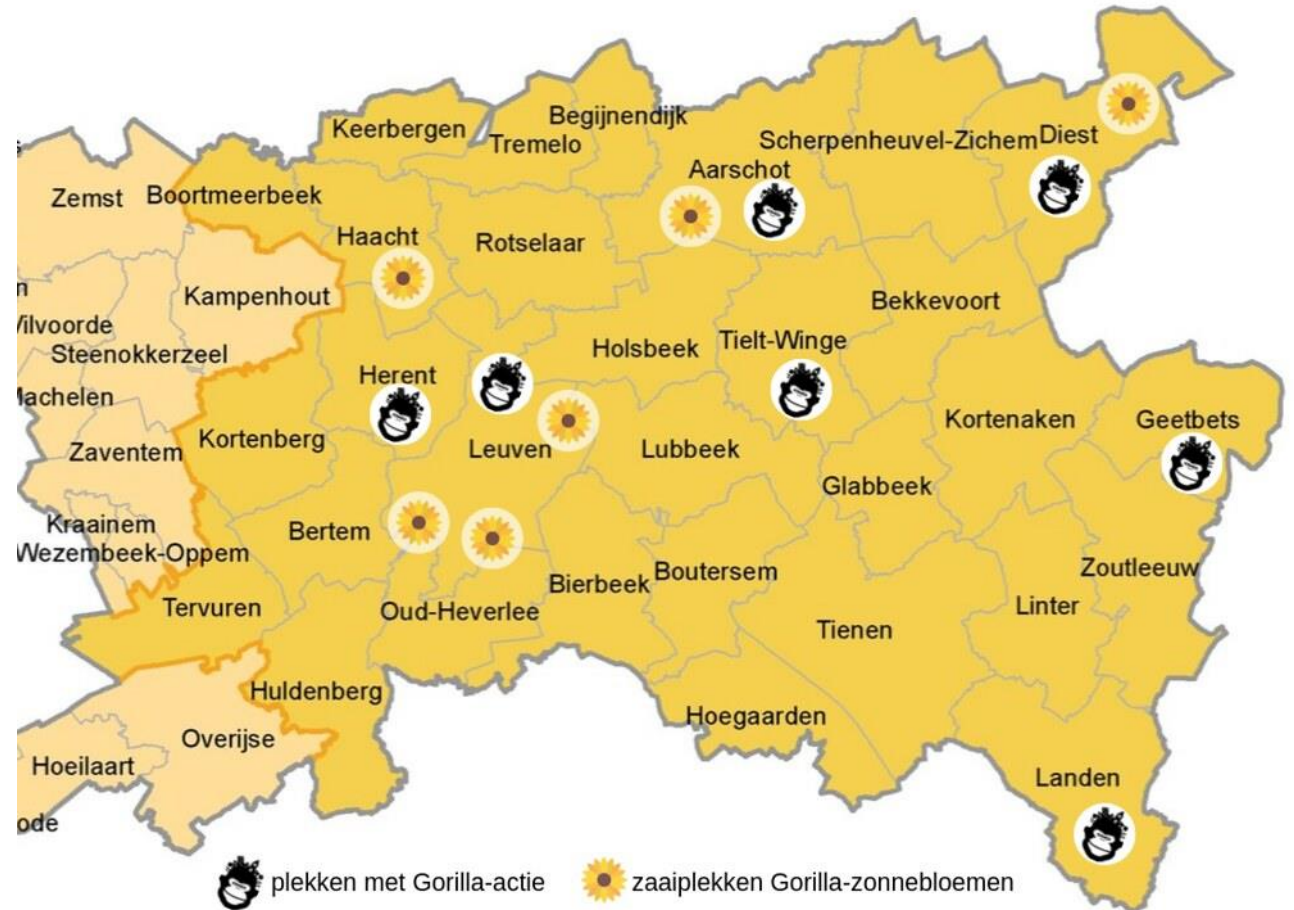 Keerbergen
Begijnendijk
Tremelo
Scherpenheuvel-Zichem
Diest
Aarschot
Zemst
Boortmeerbeek
Haacht
Rotselaar
Kampenhout
Bekkevoort
Vilvoorde
Steenokkerzeel
Holsbeek
Tielt-Winge
Herent
Machelen
Kortenberg
Kortenaken
Geetbets
Zaventem
Leuven
Lubbeek
Glabbeek
Kraainem
Bertem
Wezembeek-Oppem
Zoutleeuw
Bierbeek
Boutersem
Tervuren
Oud-Heverlee
Linter
Tienen
Huldenberg
Hoegaarden
Overijse
Hoeilaart
Landen
ode
plekken met Gorilla-actie
zaaiplekken Gorilla-zonnebloemen